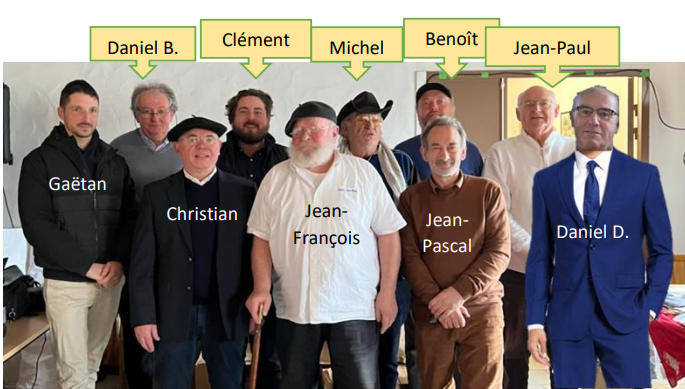 Daniel B.
Clément
Michel
Benoît
Jean-Paul
Gaëtan
Christian
Jean-
François
Jean-
Pascal
Daniel D.